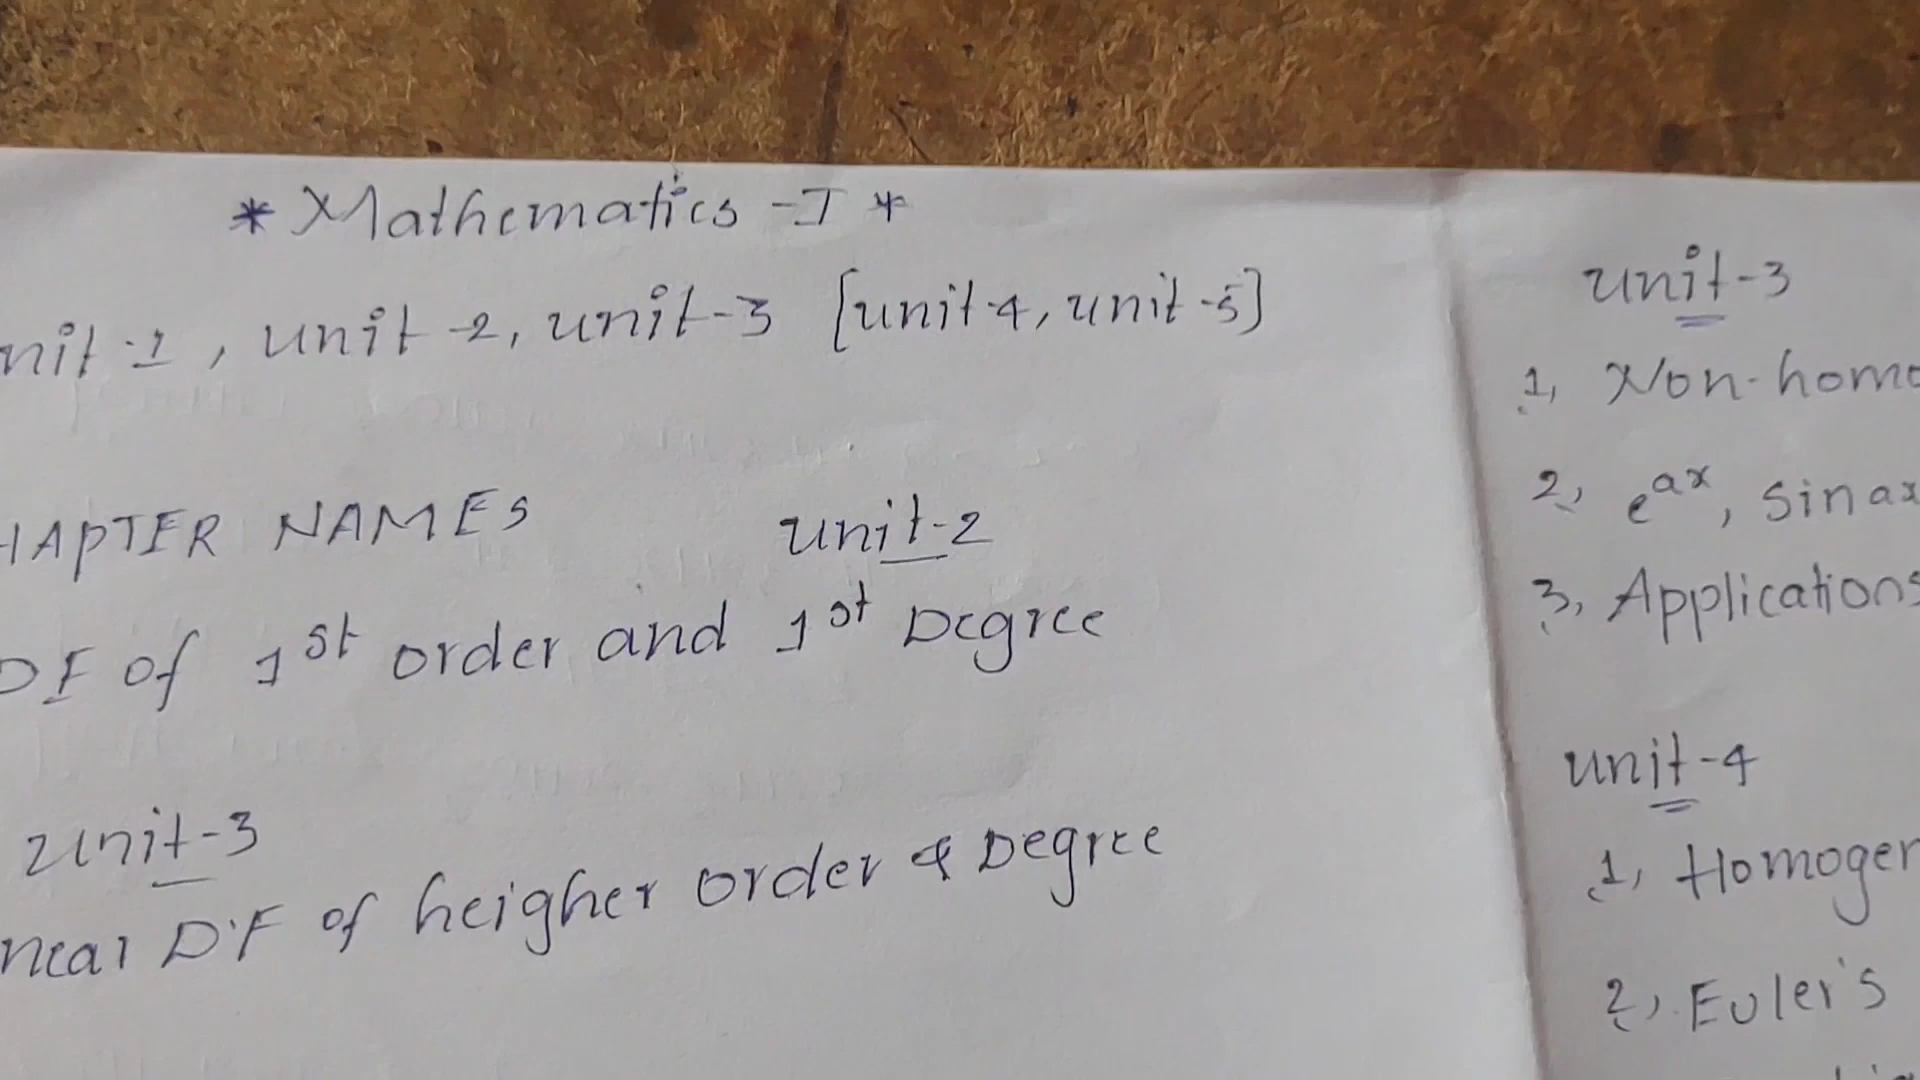 * Mathematics - I *
nit-1, unit-2, unit-3 [unit-4, unit-5]
HAPTER NAMES
unit-2
DE of 1st order and 1st Degree
unit-3
near D.E of heigher order & Degree
unit-3
1, Non-homo
2, e^ax, sin ax
3, Applications
unit-4
1, Homogen
2, Euler's